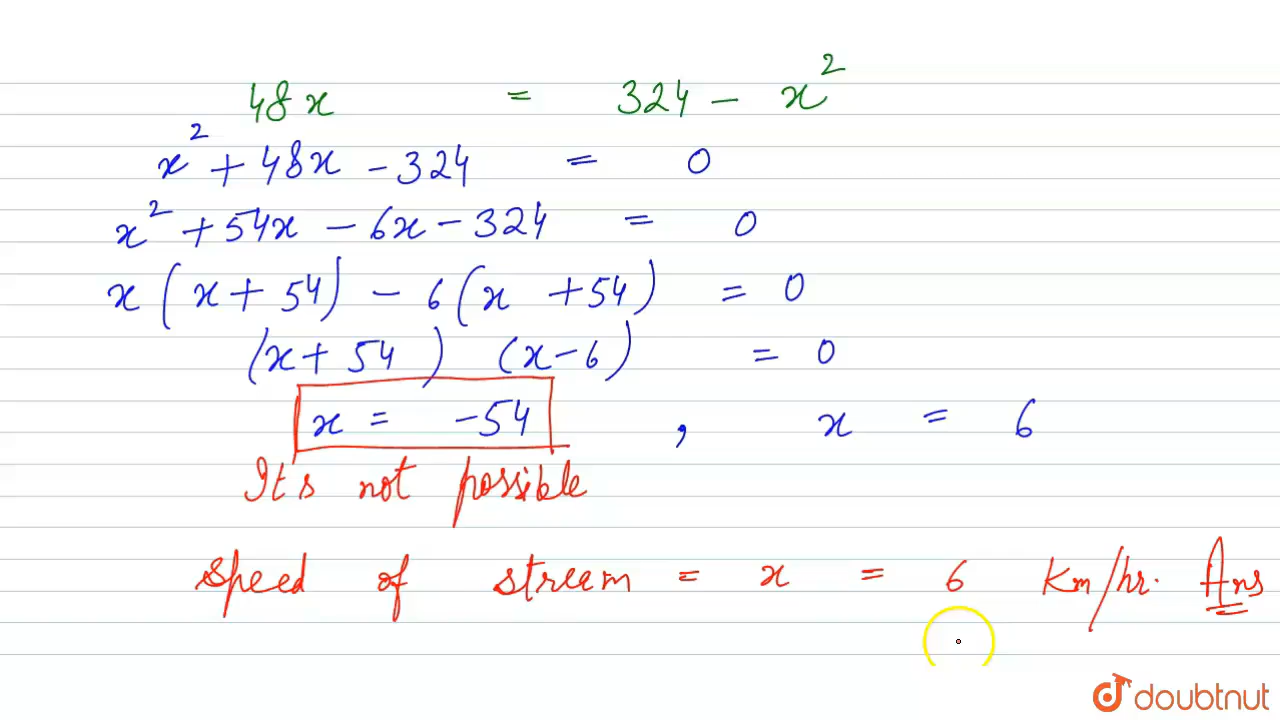 48x = 324 - x²
x² + 48x - 324 = 0
x² + 54x - 6x - 324 = 0
x (x + 54) - 6 (x + 54) = 0
(x + 54) (x - 6) = 0
x = -54 , x = 6
It's not possible
Speed of stream = x = 6 Km/hr. Ans
doubtnut